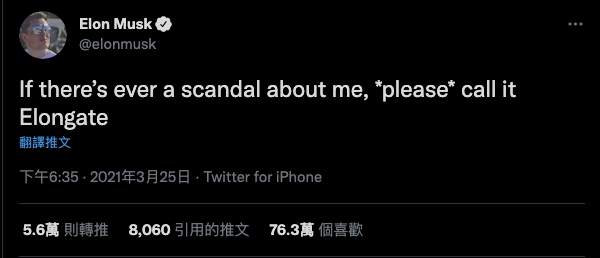 Elon Musk
@elonmusk
If there's ever a scandal about me, *please* call it
Elongate
翻譯推文
下午6:35 · 2021年3月25日 · Twitter for iPhone
5.6萬 則轉推 8,060 引用的推文 76.3萬 個喜歡